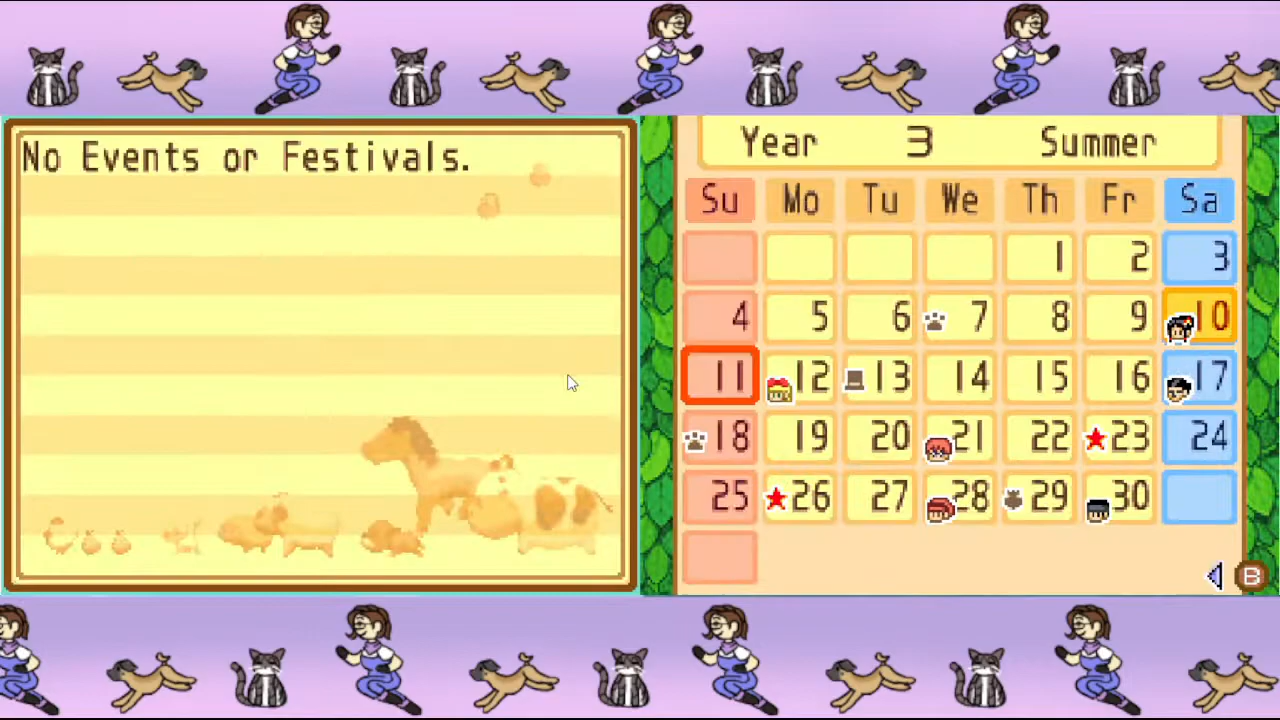 No Events or Festivals.
Year 3 Summer
Su Mo Tu We Th Fr Sa
1 2 3
4 5 6 7 8 9 10
11 12 13 14 15 16 17
18 19 20 21 22 23 24
25 26 27 28 29 30
B